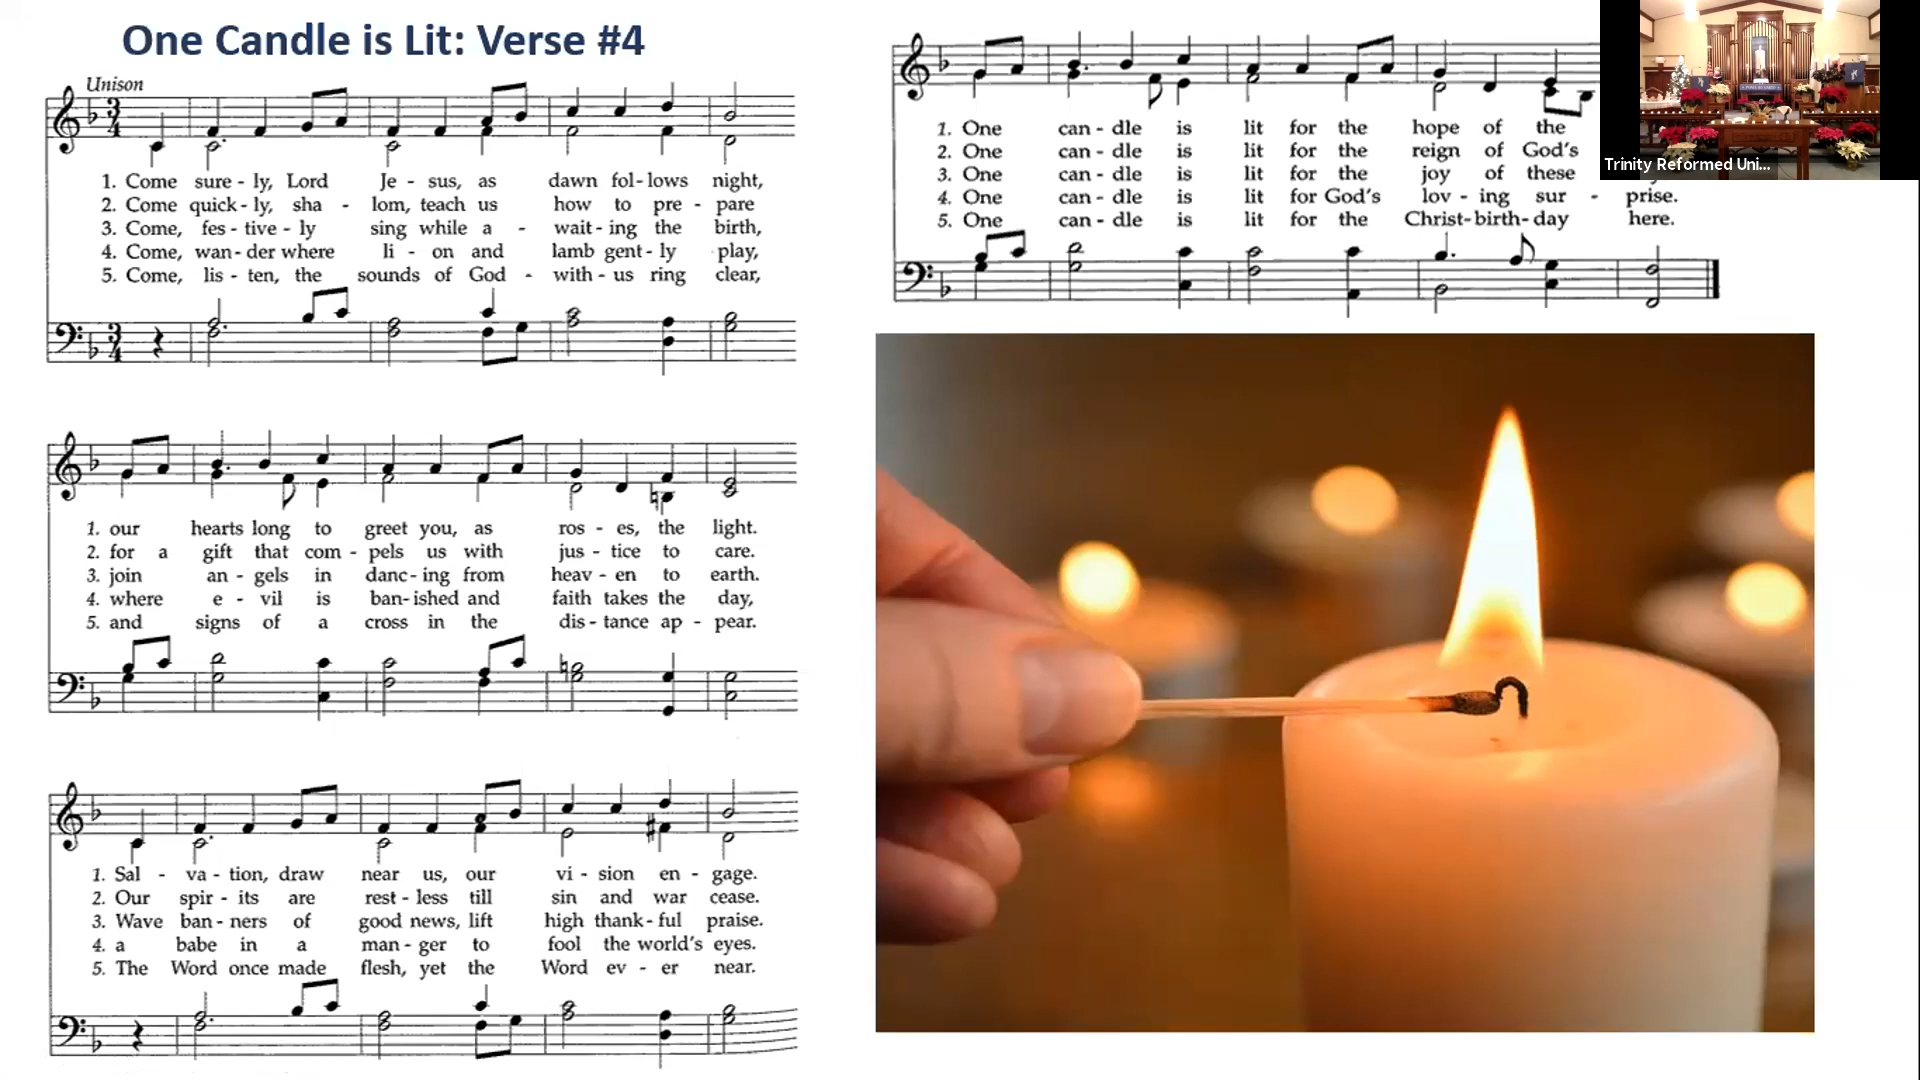 One Candle is Lit: Verse #4
Unison
1. Come sure - ly, Lord Je - sus, as dawn fol - lows night,
2. Come quick - ly, sha - lom, teach us how to pre - pare
3. Come, fes - tive - ly sing while a - wait - ing the birth,
4. Come, wan - der where li - on and lamb gent - ly play,
5. Come, lis - ten, the sounds of God - with - us ring clear,
1. our hearts long to greet you, as ros - es, the light.
2. for a gift that com - pels us with jus - tice to care.
3. join an - gels in danc - ing from heav - en to earth.
4. where e - vil is ban - ished and faith takes the day,
5. and signs of a cross in the dis - tance ap - pear.
1. Sal - va - tion, draw near us, our vi - sion en - gage.
2. Our spir - its are rest - less till sin and war cease.
3. Wave ban - ners of good news, lift high thank - ful praise.
4. a babe in a man - ger to fool the world's eyes.
5. The Word once made flesh, yet the Word ev - er near.
1. One can - dle is lit for the hope of the
2. One can - dle is lit for the reign of God's
3. One can - dle is lit for the joy of these
4. One can - dle is lit for God's lov - ing sur - prise.
5. One can - dle is lit for the Christ - birth - day here.
Trinity Reformed Uni...